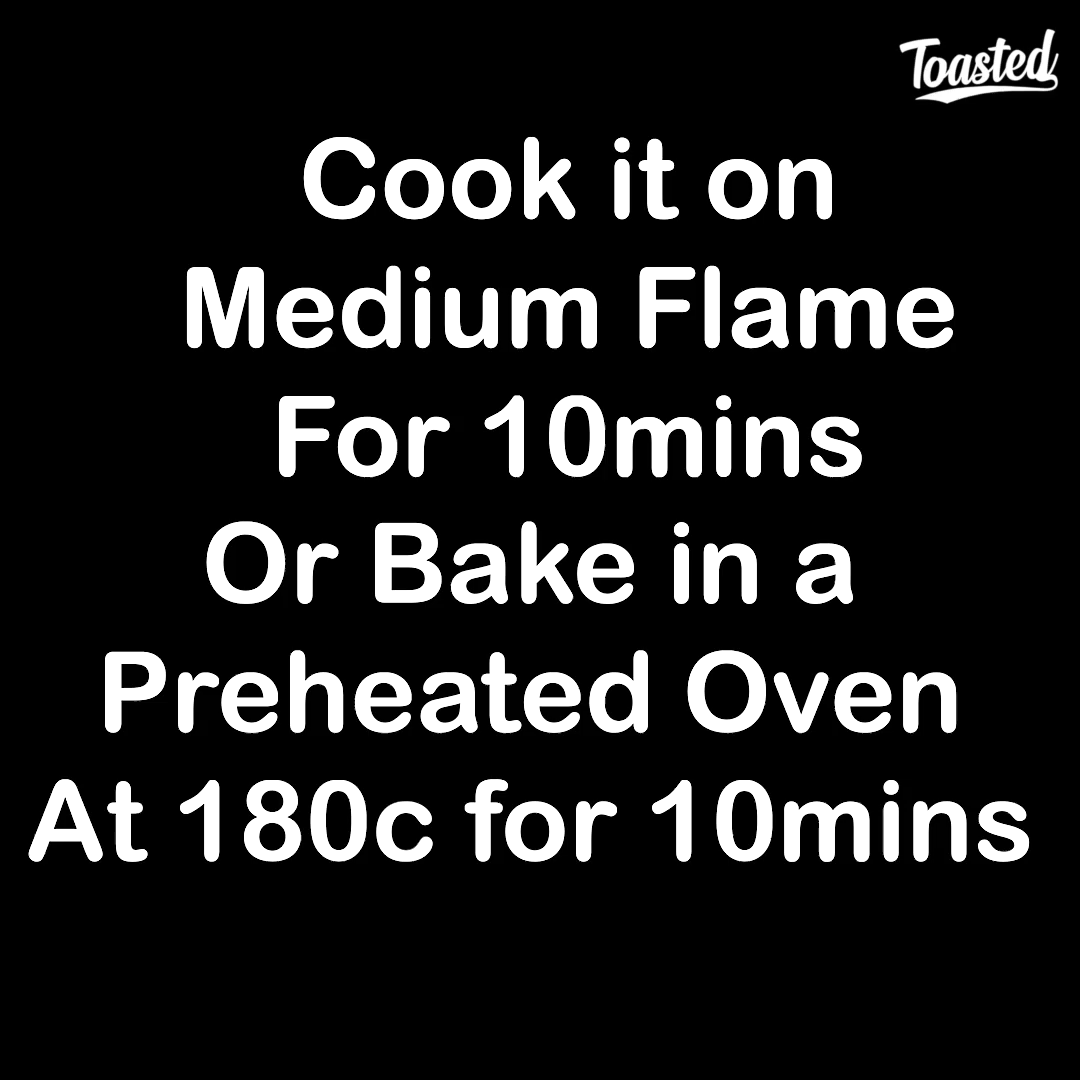 Toasted
Cook it on
Medium Flame
For 10mins
Or Bake in a
Preheated Oven
At 180c for 10mins